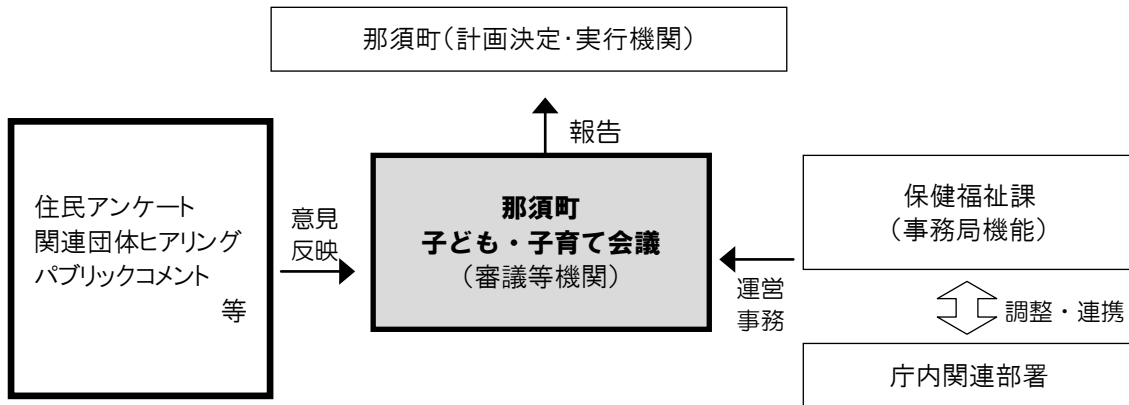 那須町(計画決定・実行機関)
報告
住民アンケート
関連団体ヒアリング
パブリックコメント
等
意見
反映
那須町
子ども・子育て会議
(審議等機関)
運営
事務
保健福祉課
(事務局機能)
調整・連携
庁内関連部署